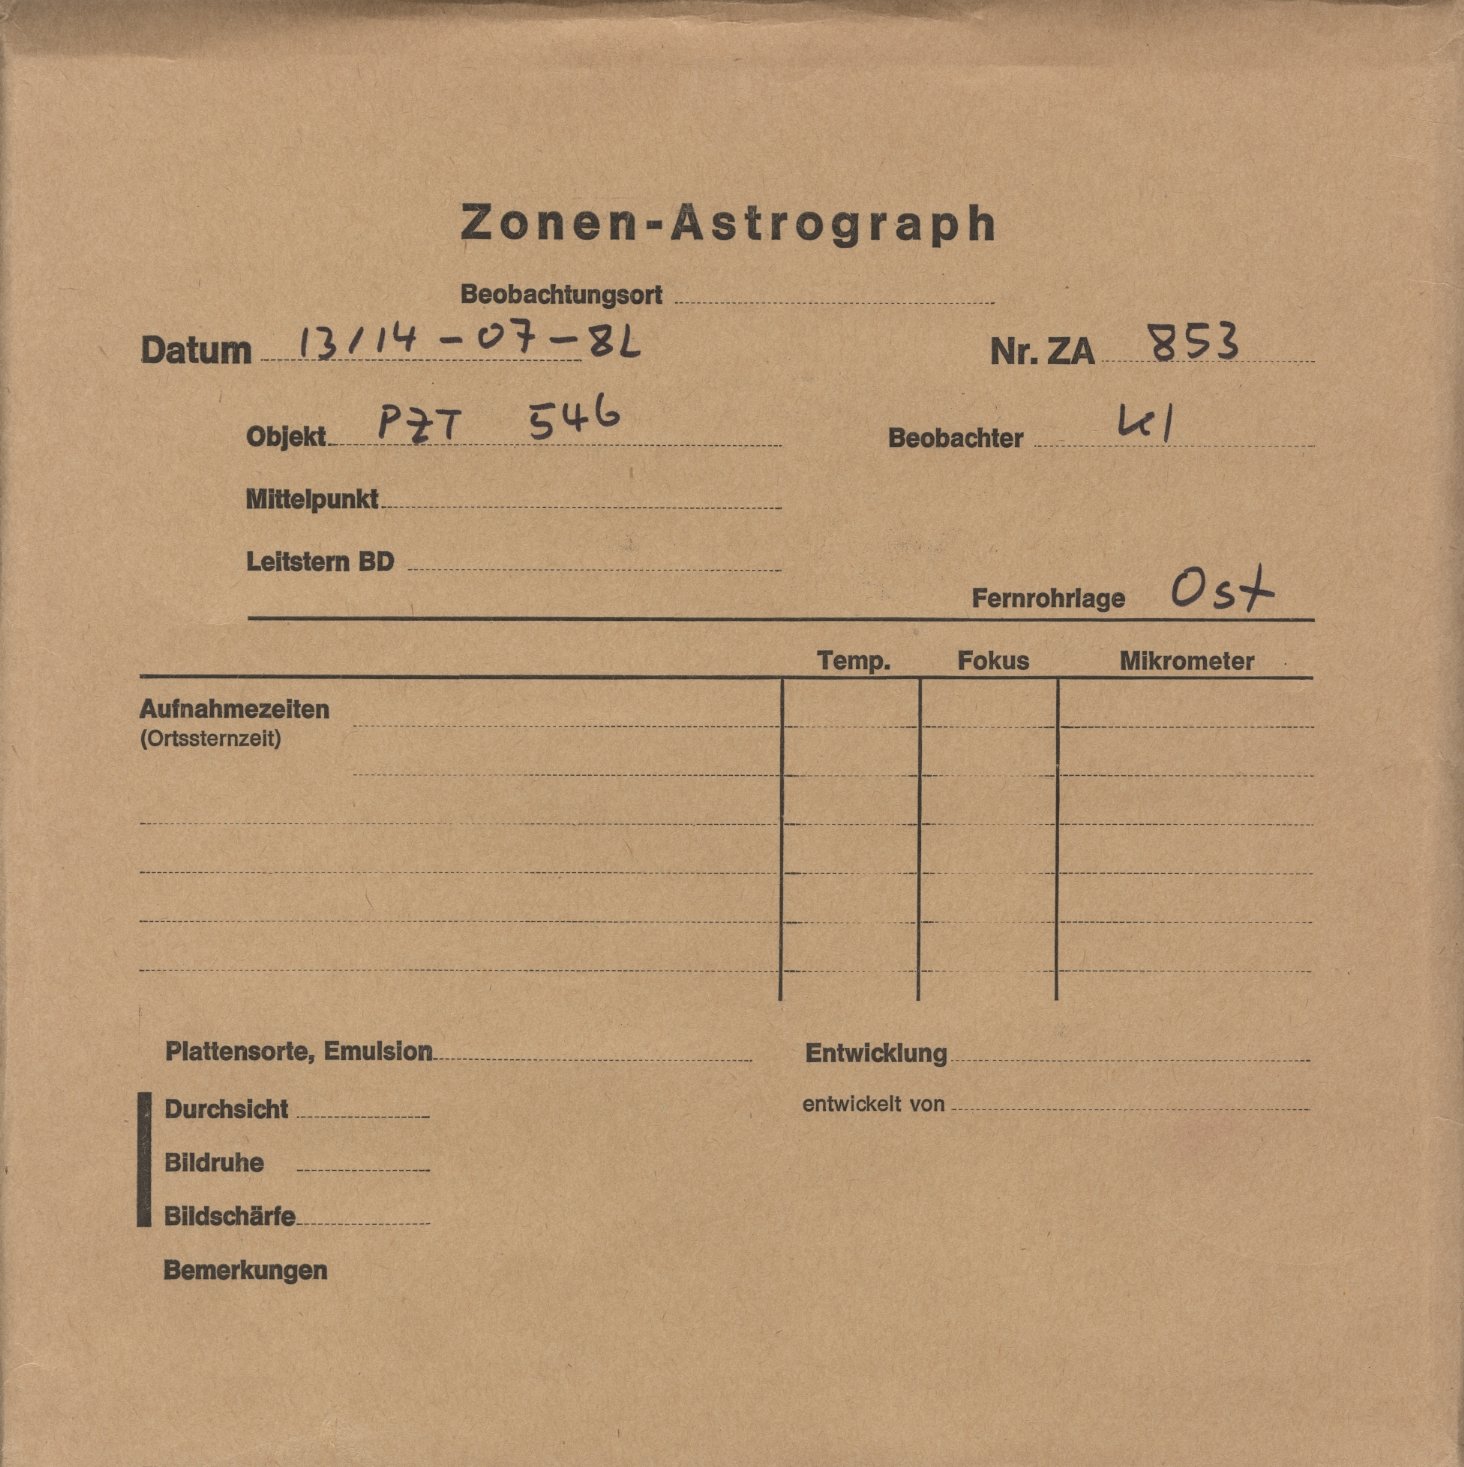 Zonen-Astrograph
Beobachtungsort
Datum 13/14-07-82 Nr. ZA 853
Objekt PZT 546 Beobachter Kl
Mittelpunkt
Leitstern BD
Fernrohrlage Ost
Temp. Fokus Mikrometer
Aufnahmezeiten
(Ortssternzeit)
Plattensorte, Emulsion Entwicklung
Durchsicht entwickelt von
Bildruhe
Bildschärfe
Bemerkungen